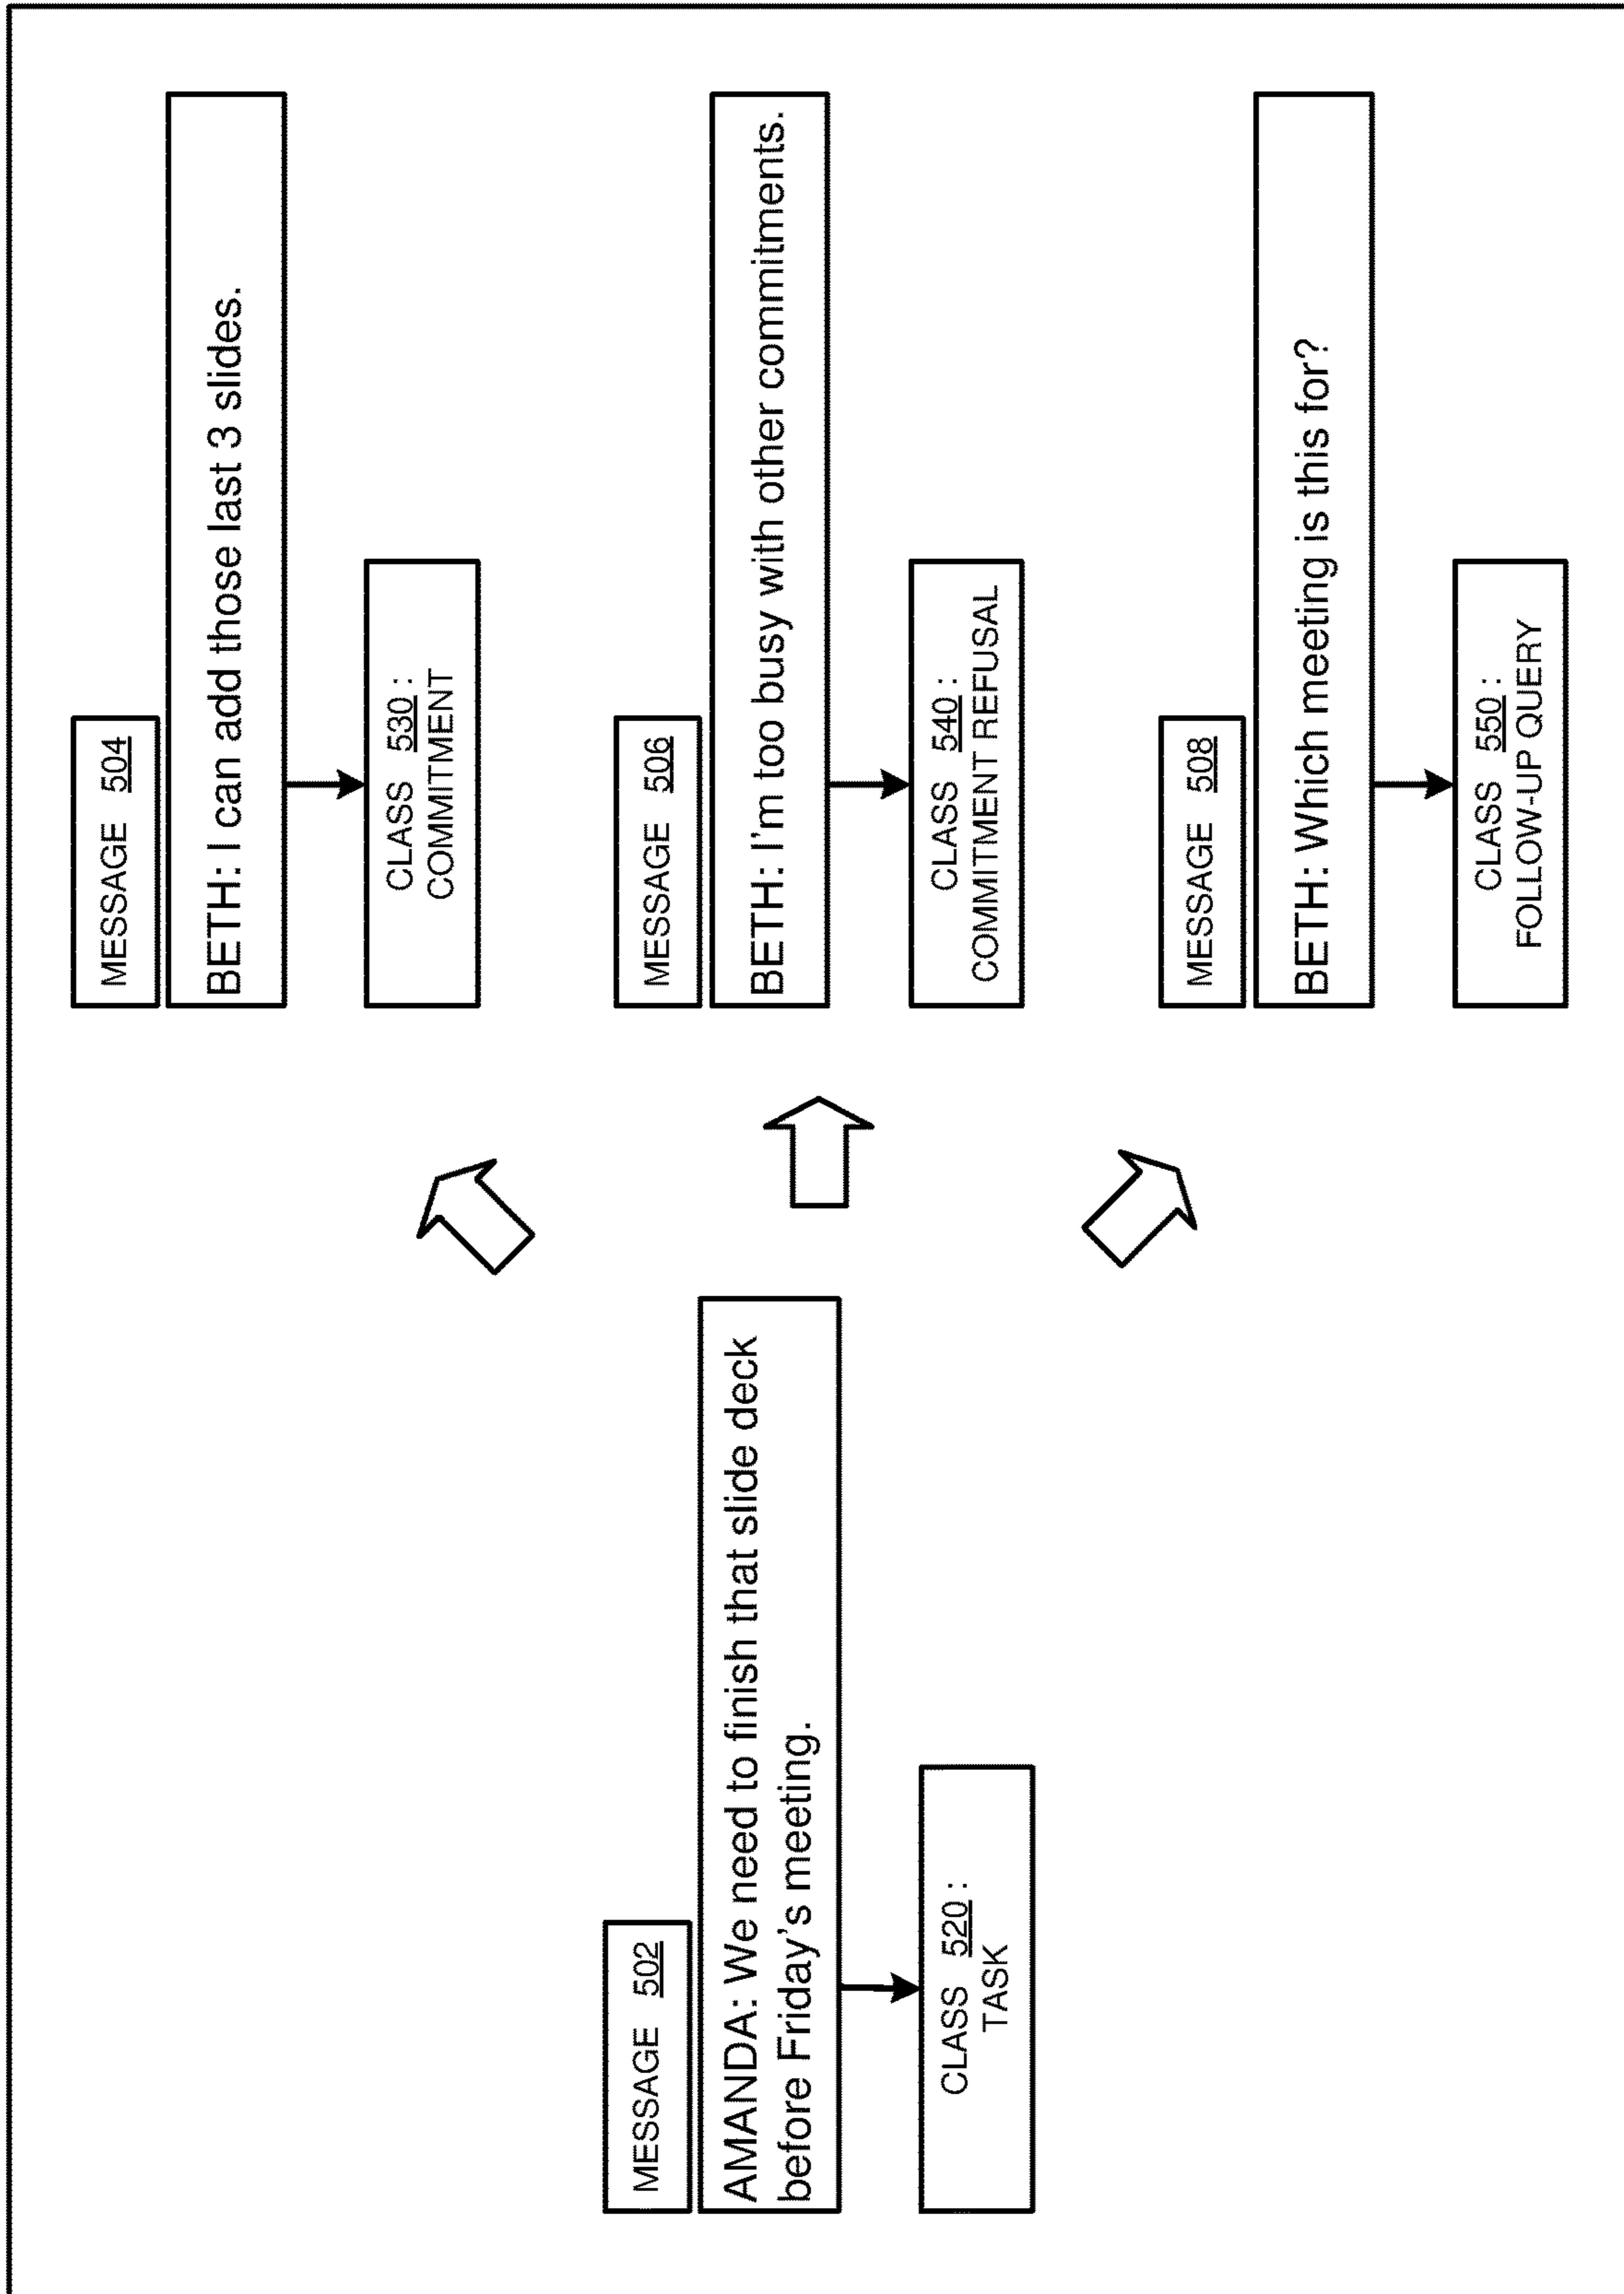 MESSAGE 502
AMANDA: We need to finish that slide deck
before Friday's meeting.
CLASS 520 :
TASK
MESSAGE 504
BETH: I can add those last 3 slides.
CLASS 530 :
COMMITMENT
MESSAGE 506
BETH: I'm too busy with other commitments.
CLASS 540 :
COMMITMENT REFUSAL
MESSAGE 508
BETH: Which meeting is this for?
CLASS 550 :
FOLLOW-UP QUERY